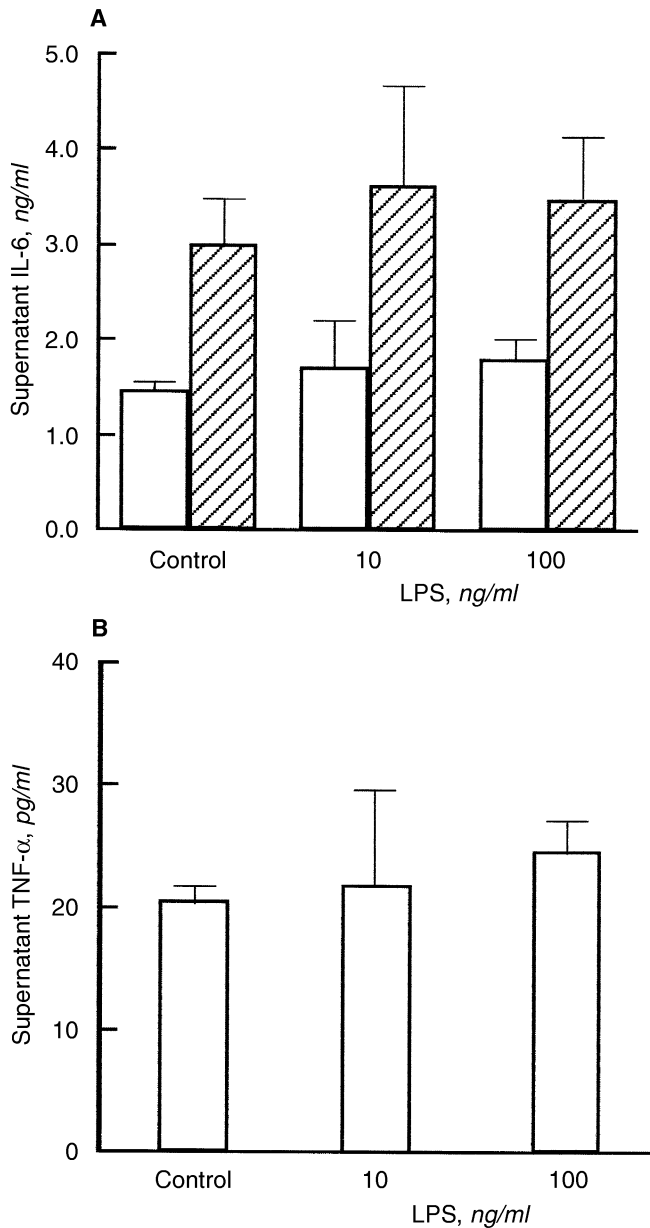 A
5.0
4.0
3.0
2.0
1.0
0.0
Supernatant IL-6, ng/ml
Control 10 100
LPS, ng/ml
B
40
30
20
10
0
Supernatant TNF-α, pg/ml
Control 10 100
LPS, ng/ml